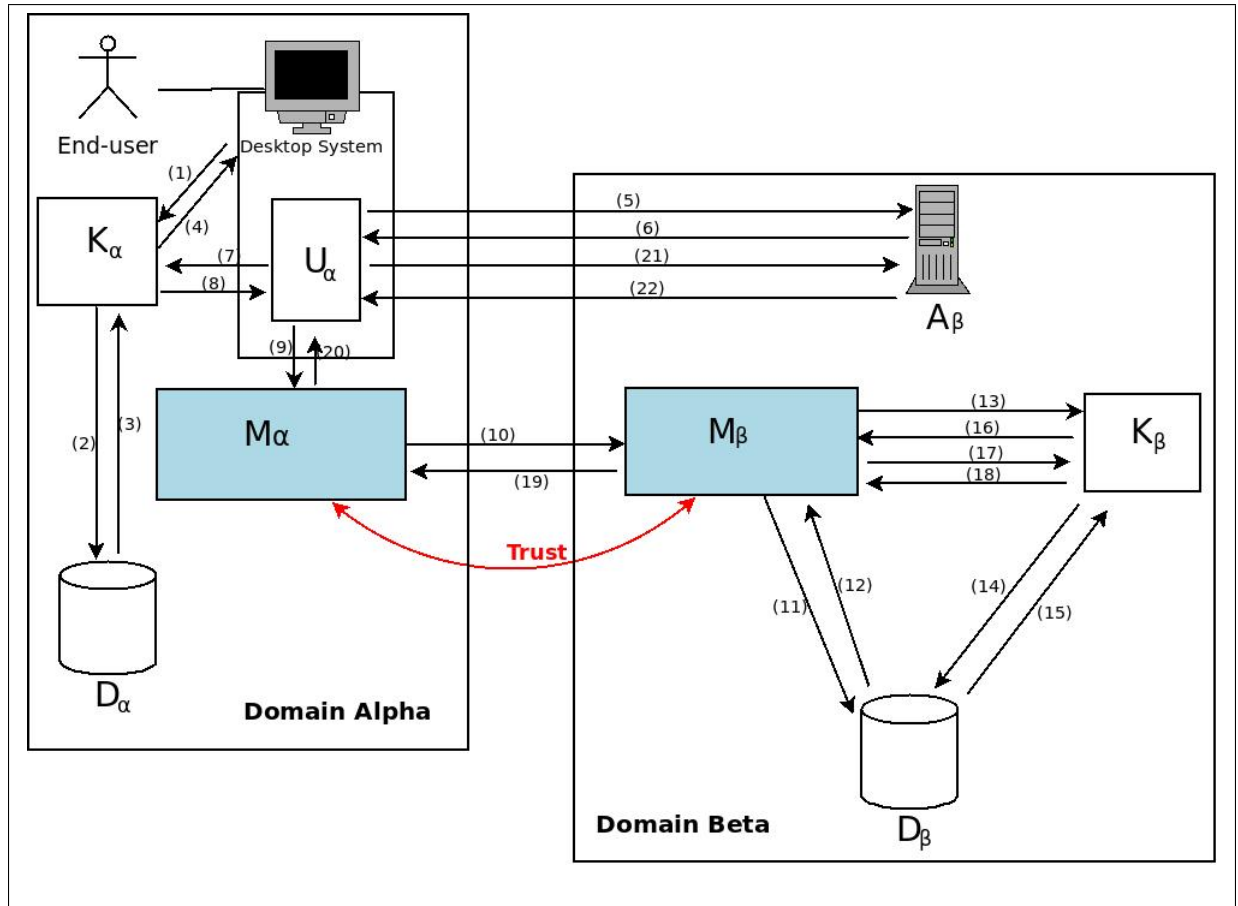 End-user
Desktop System
(1)
(4)
Kα
Uα
(7)
(8)
(5)
(6)
(21)
(22)
Aβ
(9)
(20)
(2)
(3)
Mα
(10)
(19)
Mβ
(13)
(16)
(17)
(18)
Kβ
Trust
(11)
(12)
(14)
(15)
Dα
Domain Alpha
Domain Beta
Dβ